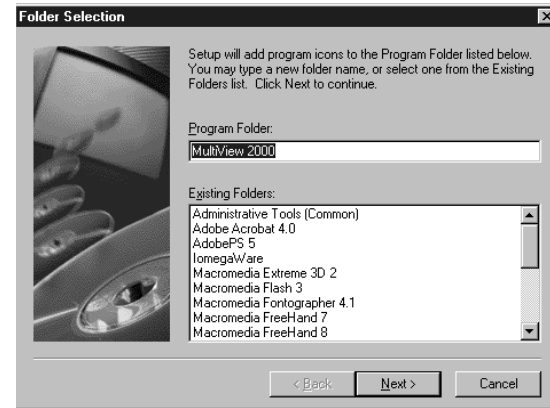 Folder Selection
Setup will add program icons to the Program Folder listed below.
You may type a new folder name, or select one from the Existing
Folders list. Click Next to continue.
Program Folder:
MultiView 2000
Existing Folders:
Administrative Tools (Common)
Adobe Acrobat 4.0
AdobePS 5
IomegaWare
Macromedia Extreme 3D 2
Macromedia Flash 3
Macromedia Fontographer 4.1
Macromedia FreeHand 7
Macromedia FreeHand 8
< Back
Next >
Cancel